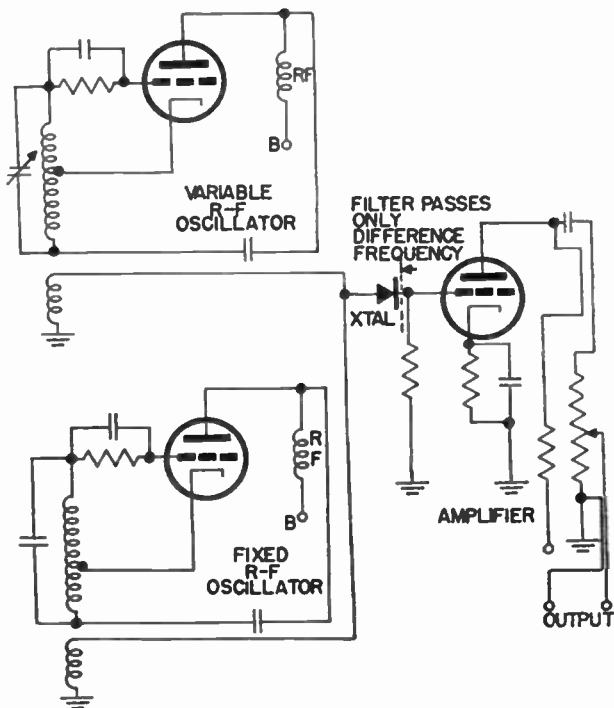 RF
B
VARIABLE
R-F
OSCILLATOR
FILTER PASSES
ONLY
DIFFERENCE
FREQUENCY
XTAL
R
F
B
FIXED
R-F
OSCILLATOR
AMPLIFIER
OUTPUT